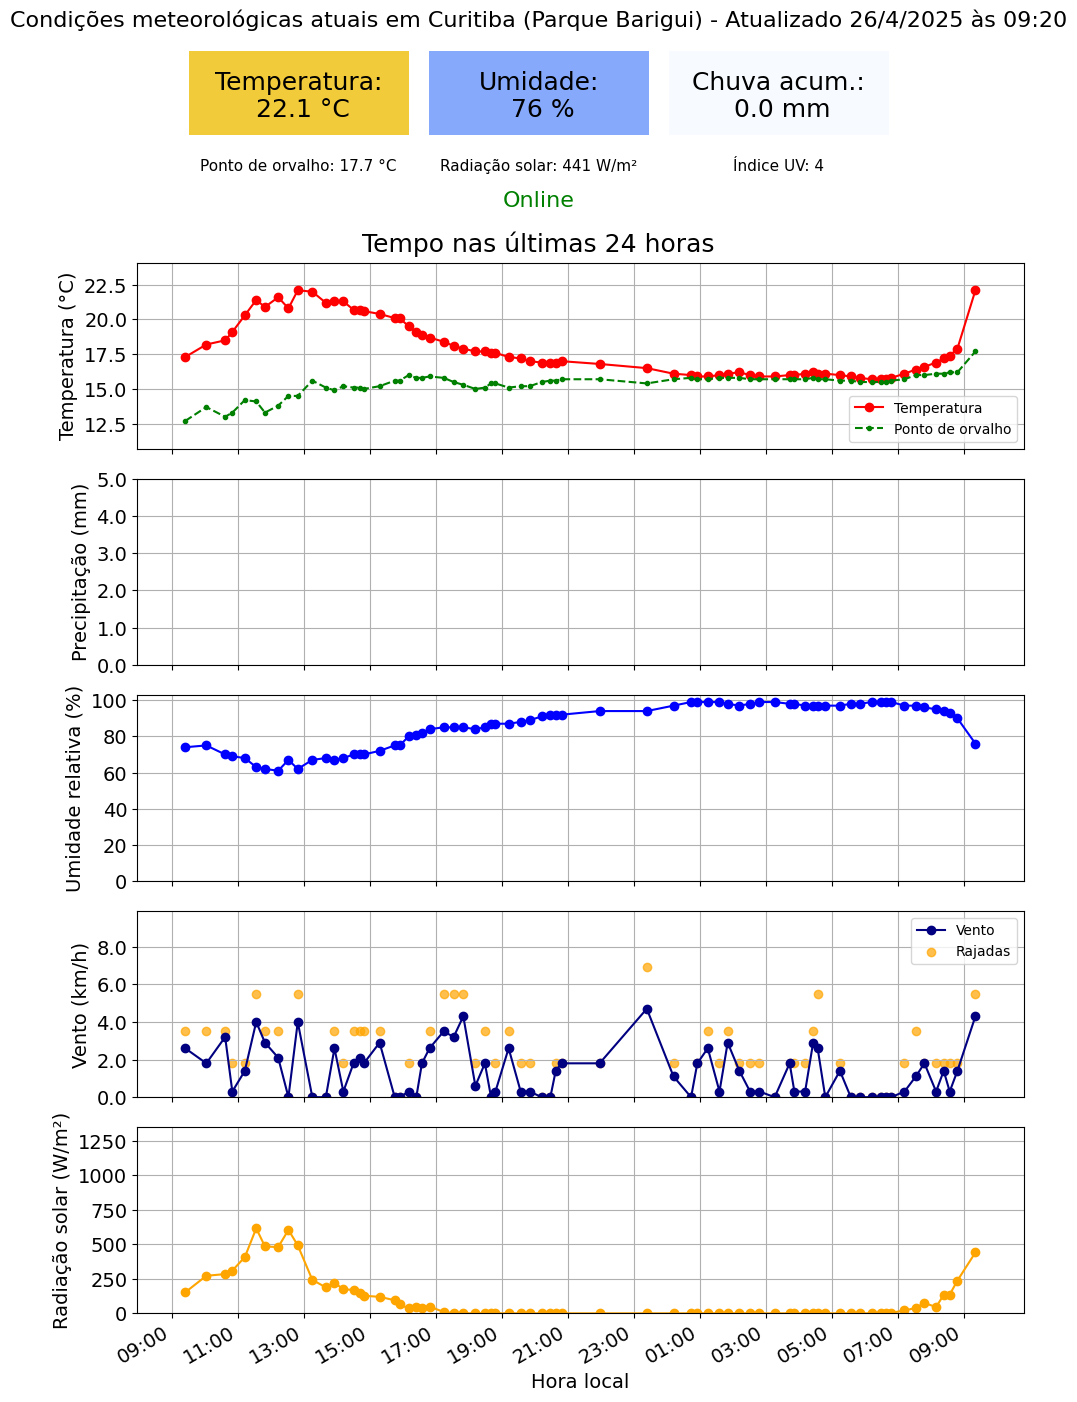 Condições meteorológicas atuais em Curitiba (Parque Barigui) - Atualizado 26/4/2025 às 09:20
Temperatura:
22.1 °C
Umidade:
76 %
Chuva acum.:
0.0 mm
Ponto de orvalho: 17.7 °C
Radiação solar: 441 W/m²
Índice UV: 4
Online
Tempo nas últimas 24 horas
Temperatura (°C)
22.5
20.0
17.5
15.0
12.5
Temperatura
Ponto de orvalho
Precipitação (mm)
5.0
4.0
3.0
2.0
1.0
0.0
Umidade relativa (%)
100
80
60
40
20
0
Vento (km/h)
8.0
6.0
4.0
2.0
0.0
Vento
Rajadas
Radiação solar (W/m²)
1250
1000
750
500
250
0
09:00
11:00
13:00
15:00
17:00
19:00
21:00
23:00
01:00
03:00
05:00
07:00
09:00
Hora local